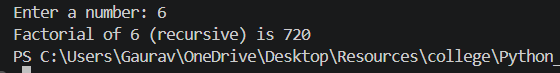 Enter a number: 6
Factorial of 6 (recursive) is 720
PS C:\Users\Gaurav\OneDrive\Desktop\Resources\college\Python_